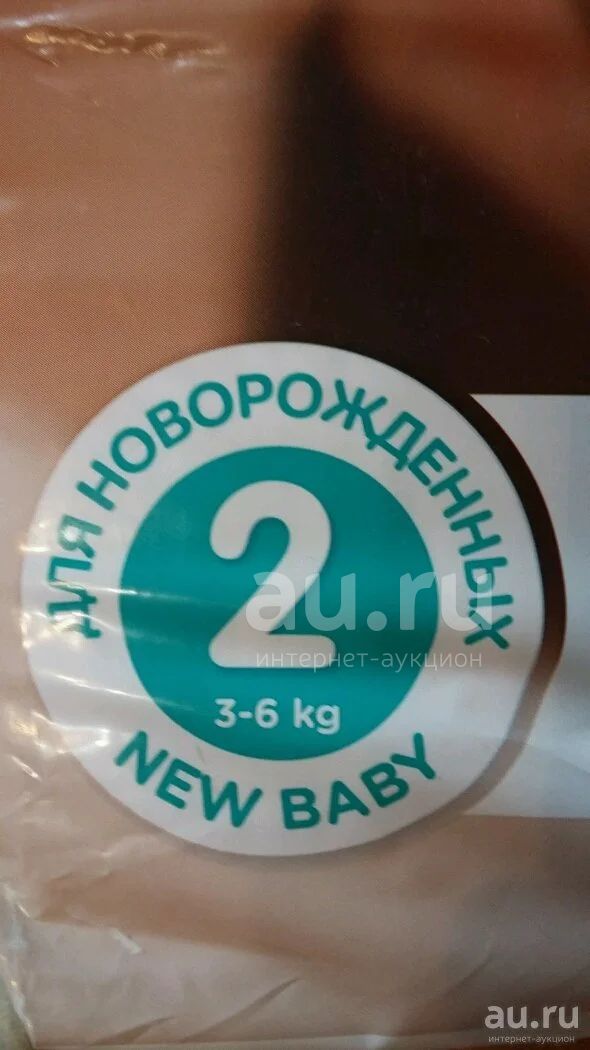 ДЛЯ НОВОРОЖДЕННЫХ
2
3-6 kg
NEW BABY
au.ru
интернет-аукцион
au.ru
интернет-аукцион